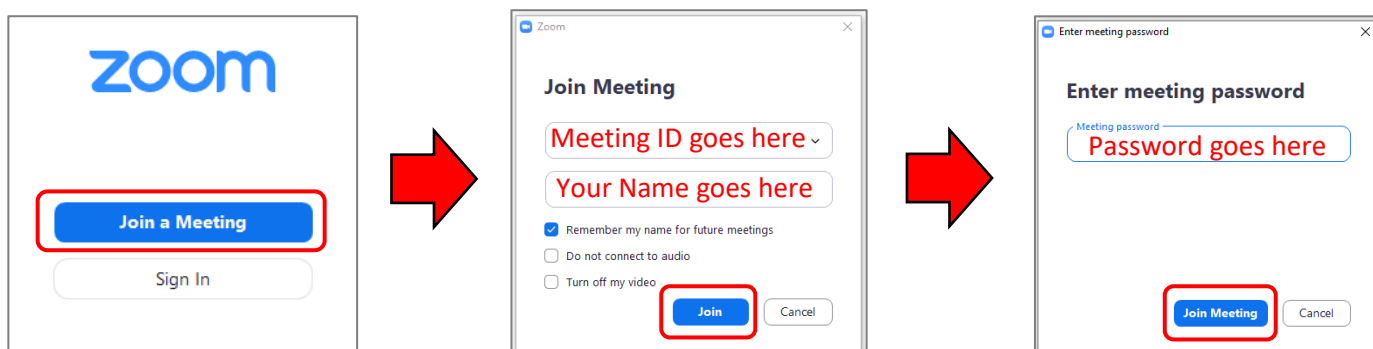 zoom
Join a Meeting
Sign In
Zoom
Join Meeting
Meeting ID goes here
Your Name goes here
Remember my name for future meetings
Do not connect to audio
Turn off my video
Join
Cancel
Enter meeting password
Enter meeting password
Meeting password
Password goes here
Join Meeting
Cancel